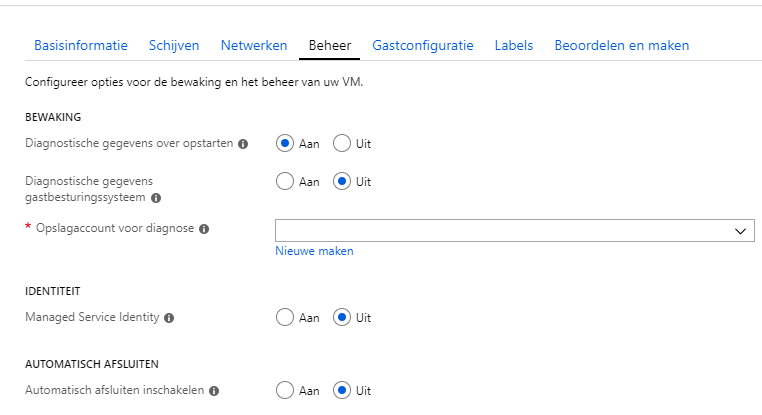 Basisinformatie Schijven Netwerken Beheer Gastconfiguratie Labels Beoordelen en maken
Configureer opties voor de bewaking en het beheer van uw VM.
BEWAKING
Diagnostische gegevens over opstarten Aan Uit
Diagnostische gegevens
gastbesturingssysteem Aan Uit
* Opslagaccount voor diagnose
Nieuwe maken
IDENTITEIT
Managed Service Identity Aan Uit
AUTOMATISCH AFSLUITEN
Automatisch afsluiten inschakelen Aan Uit